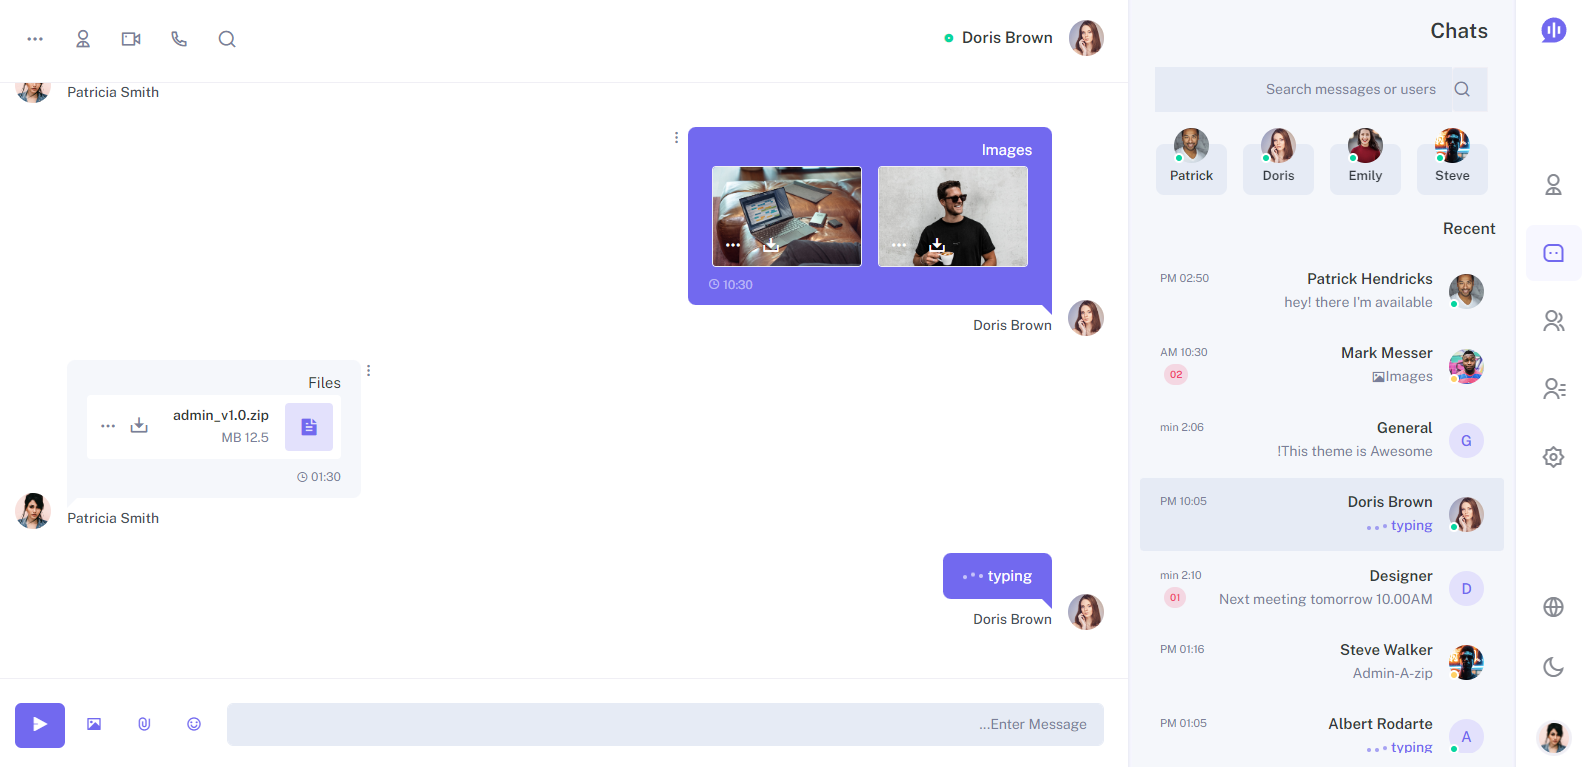 Doris Brown
Patricia Smith
Images
10:30
Doris Brown
Files
admin_v1.0.zip
MB 12.5
01:30
Patricia Smith
typing
Doris Brown
...Enter Message
Chats
Search messages or users
Patrick
Doris
Emily
Steve
Recent
Patrick Hendricks
PM 02:50
hey! there I'm available
Mark Messer
AM 10:30
Images
02
General
min 2:06
!This theme is Awesome
G
Doris Brown
PM 10:05
typing
Designer
min 2:10
Next meeting tomorrow 10.00AM
01
D
Steve Walker
PM 01:16
Admin-A-zip
Albert Rodarte
PM 01:05
typing
A